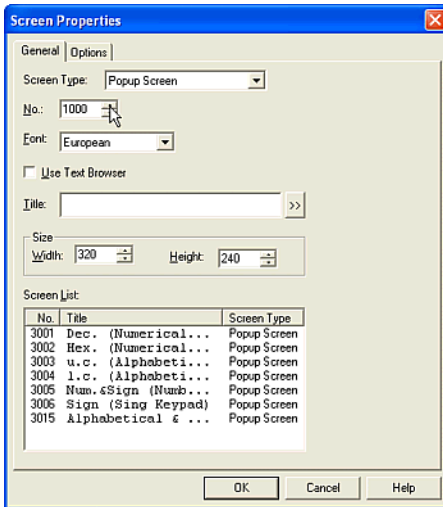 Screen Properties
General Options
Screen Type: Popup Screen
No.: 1000
Font: European
Use Text Browser
Title: >>
Size
Width: 320 Height: 240
Screen List:
No. Title Screen Type
3001 Dec. (Numerical... Popup Screen
3002 Hex. (Numerical... Popup Screen
3003 u.c. (Alphabeti... Popup Screen
3004 l.c. (Alphabeti... Popup Screen
3005 Num.&Sign (Numb... Popup Screen
3006 Sign (Sing Keypad) Popup Screen
3015 Alphabetical & ... Popup Screen
OK Cancel Help